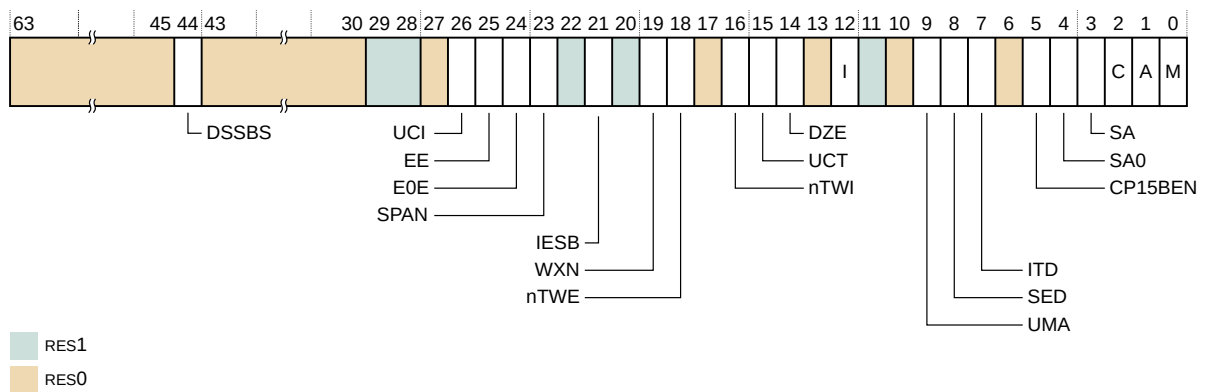 63 45 44 43 30 29 28 27 26 25 24 23 22 21 20 19 18 17 16 15 14 13 12 11 10 9 8 7 6 5 4 3 2 1 0
I C A M
DSSBS UCI DZE SA
EE UCT SA0
E0E nTWI CP15BEN
SPAN
IESB
WXN ITD
nTWE SED
UMA
RES1
RES0